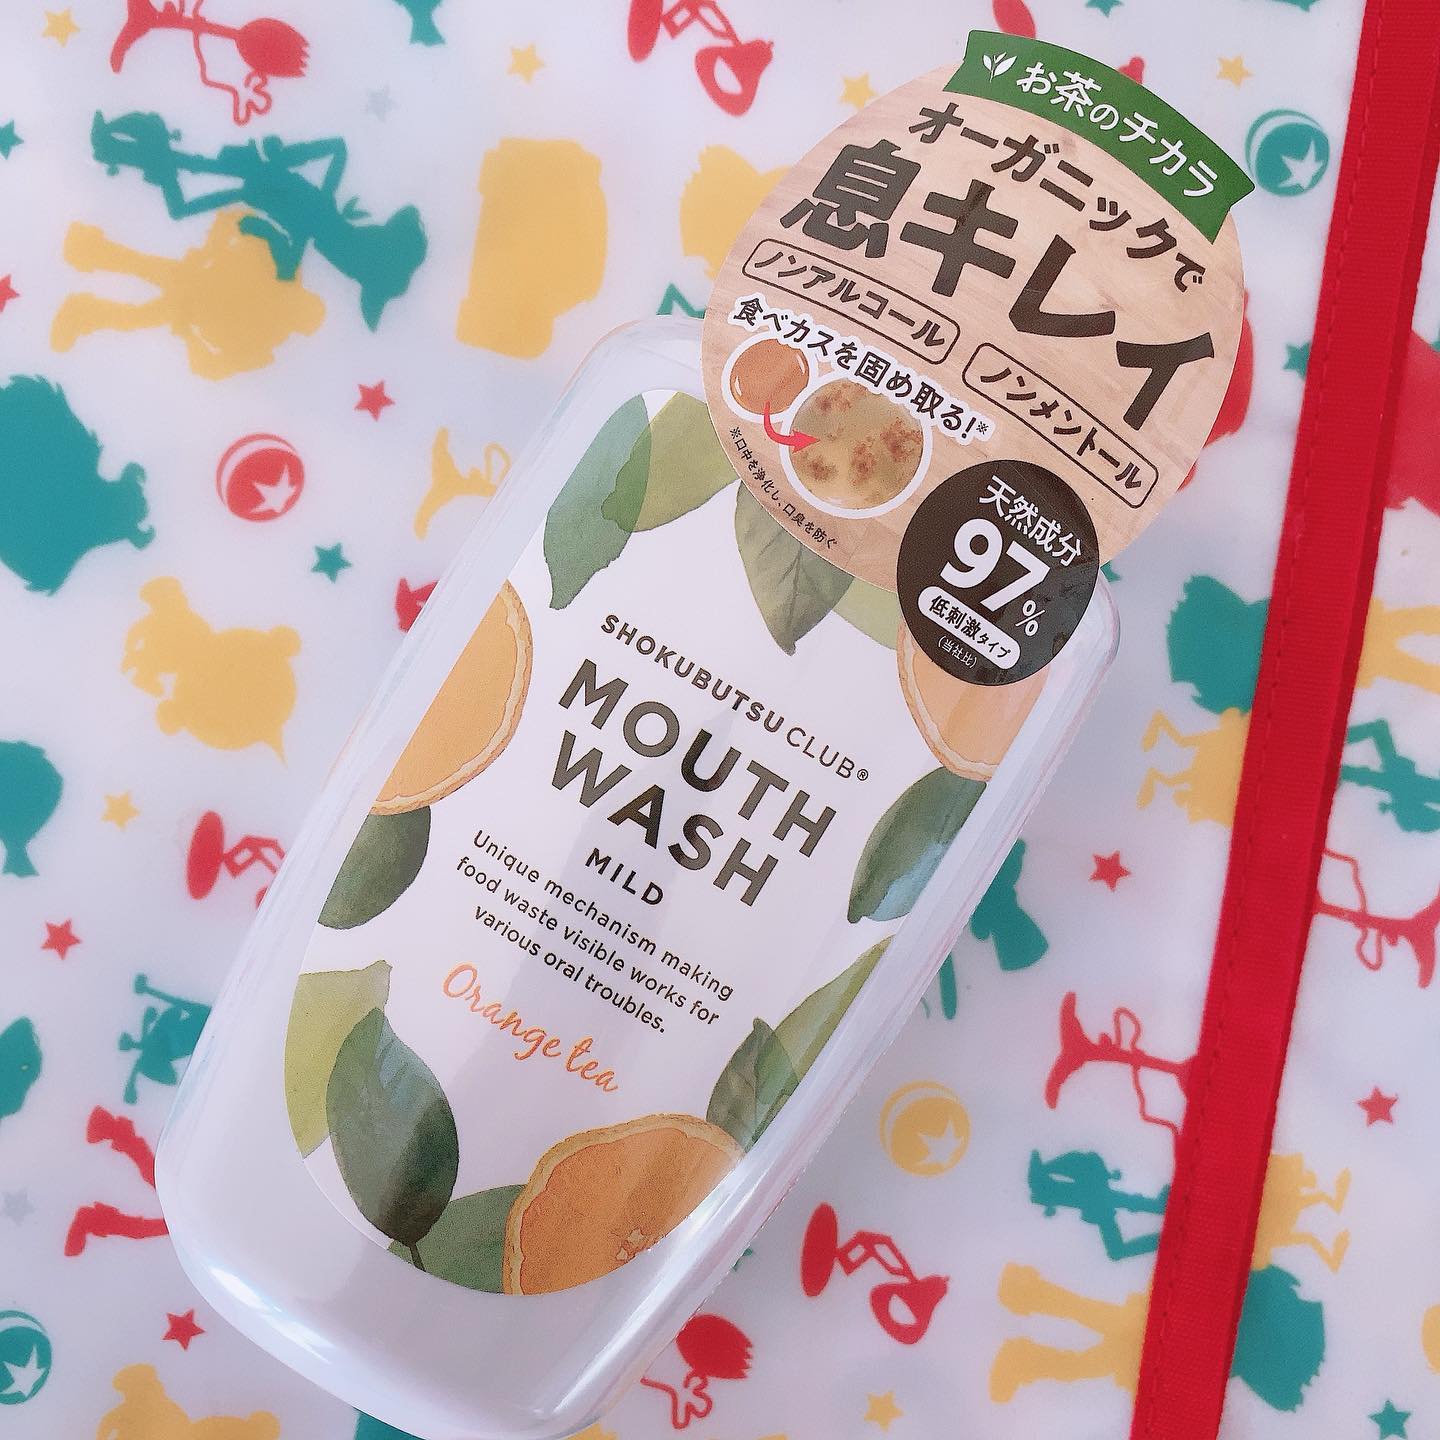 お茶のチカラ
オーガニックで
息キレイ
ノンアルコール
ノンメントール
食べカスを固め取る!※
※口中を浄化し、口臭を防ぐ
天然成分
97%
低刺激タイプ
(当社比)
SHOKUBUTSU CLUB®
MOUTH
WASH
MILD
Unique mechanism making
food waste visible works for
various oral troubles.
Orange tea